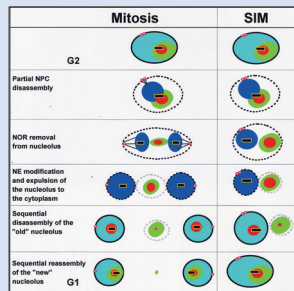 Mitosis SIM
G2
Partial NPC
disassembly
NOR removal
from nucleolus
NE modification
and expulsion of
the nucleolus to
the cytoplasm
Sequential
disassembly of the
"old" nucleolus
Sequential reassembly
of the "new"
nucleolus G1